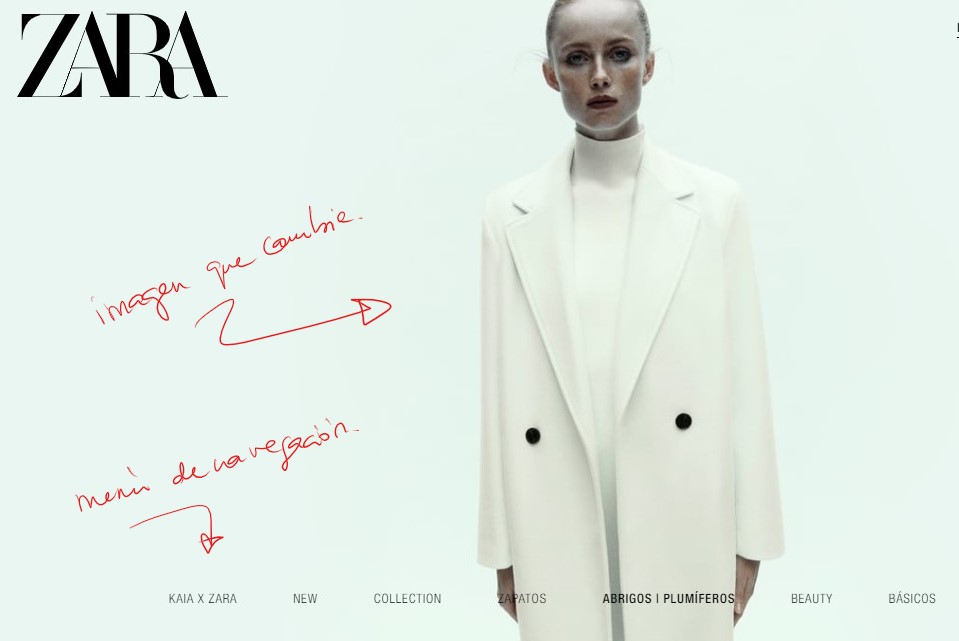 ZARA
imagen que cambie.
menú de navegación.
KAIA X ZARA NEW COLLECTION ZAPATOS ABRIGOS | PLUMÍFEROS BEAUTY BÁSICOS